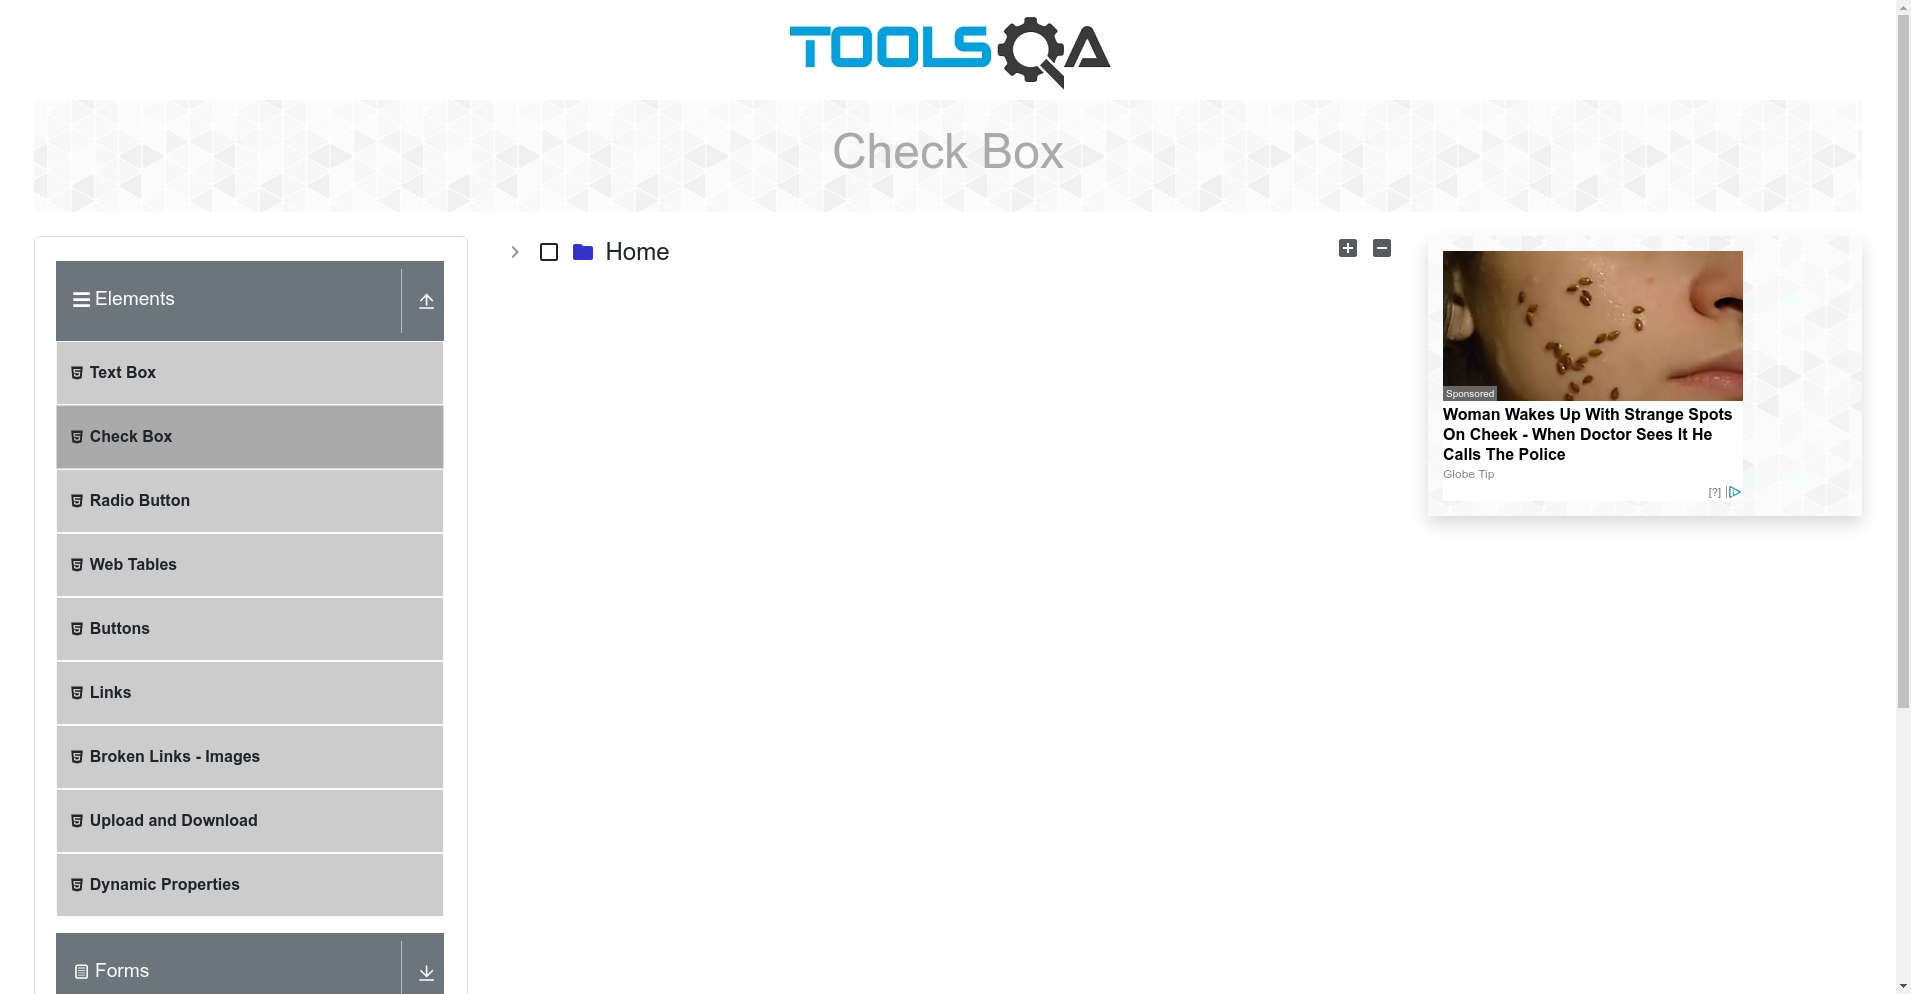 TOOLSQA
Check Box
Elements
Text Box
Check Box
Radio Button
Web Tables
Buttons
Links
Broken Links - Images
Upload and Download
Dynamic Properties
Forms
Home
Sponsored
Woman Wakes Up With Strange Spots
On Cheek - When Doctor Sees It He
Calls The Police
Globe Tip
[?]